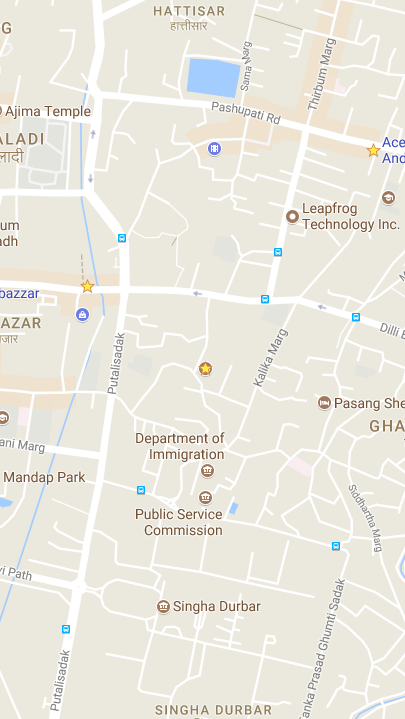 HATTISAR
हात्तीसार
G
Sama Marg
Thirbum Marg
Ajima Temple
Pashupati Rd
ALADI
लादी
Ace
And
um
adh
Leapfrog
Technology Inc.
bazzar
AZAR
जार
Putalisadak
Kalika Marg
Dilli B
Pasang She
GHA
ani Marg
Department of
Immigration
Mandap Park
Public Service
Commission
Siddhartha Marg
vi Path
Singha Durbar
anka Prasad Ghumti Sadak
Putalisadak
SINGHA DURBAR